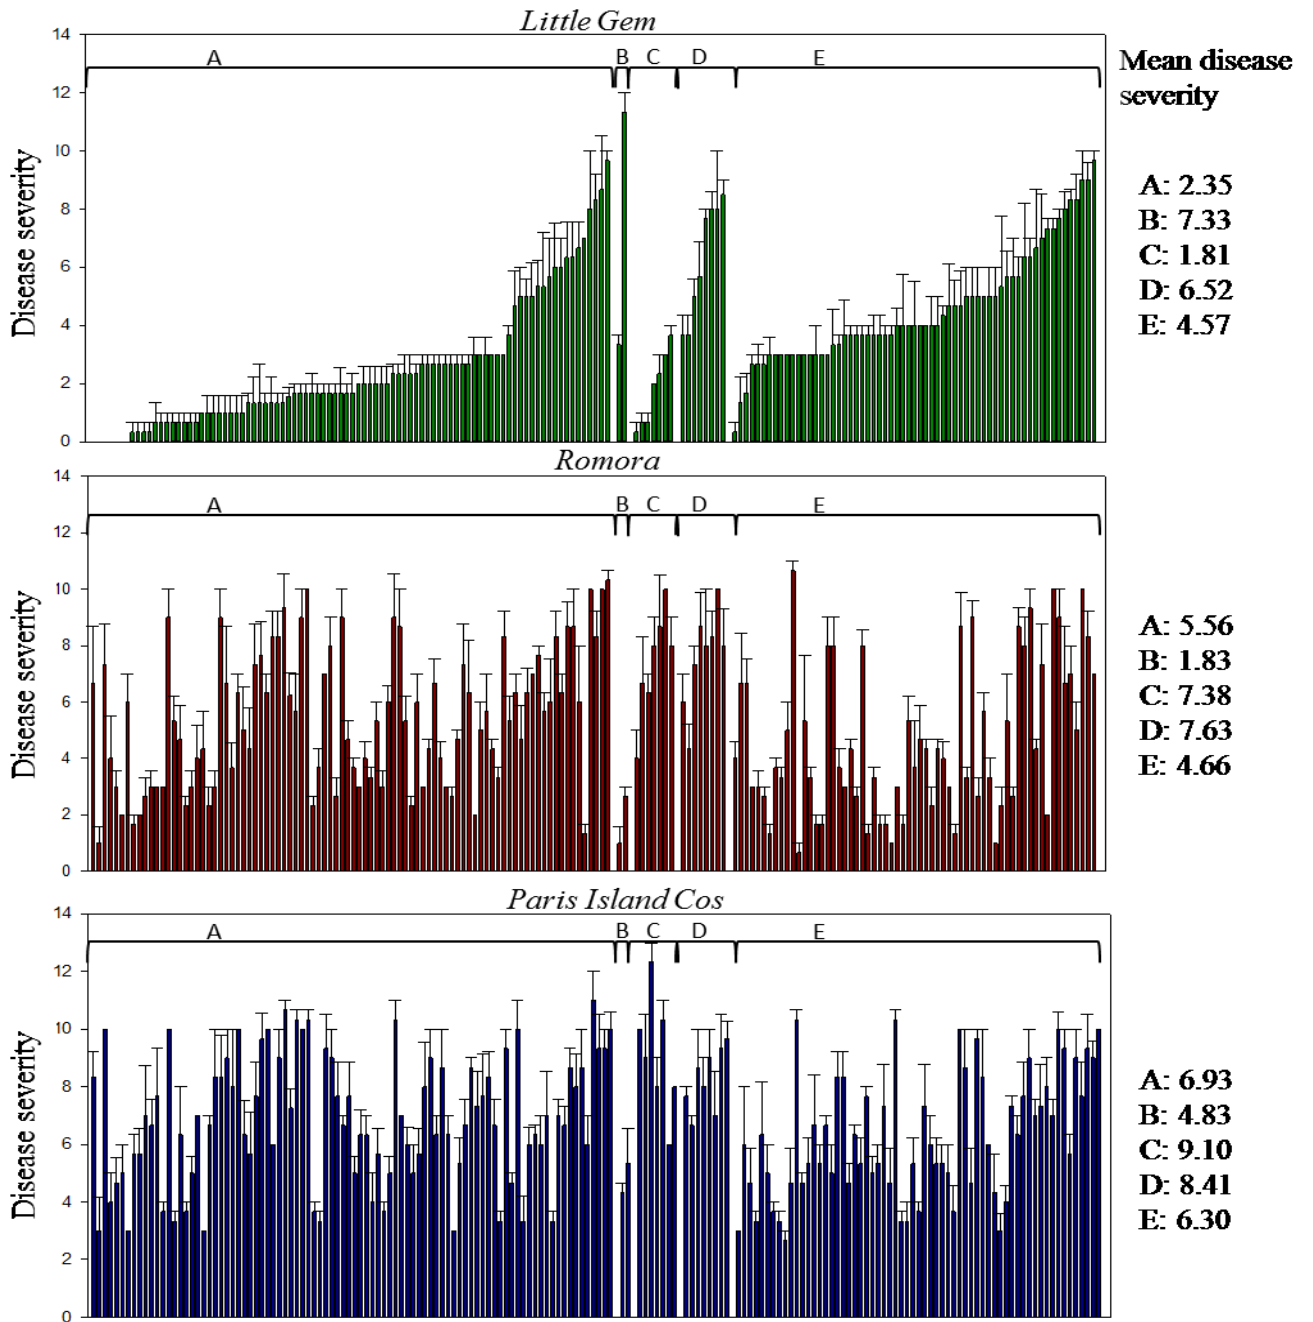 Little Gem
14
12
10
8
6
4
2
0
Disease severity
A B C D E
Mean disease
severity
A: 2.35
B: 7.33
C: 1.81
D: 6.52
E: 4.57
Romora
14
12
10
8
6
4
2
0
Disease severity
A B C D E
A: 5.56
B: 1.83
C: 7.38
D: 7.63
E: 4.66
Paris Island Cos
14
12
10
8
6
4
2
0
Disease severity
A B C D E
A: 6.93
B: 4.83
C: 9.10
D: 8.41
E: 6.30